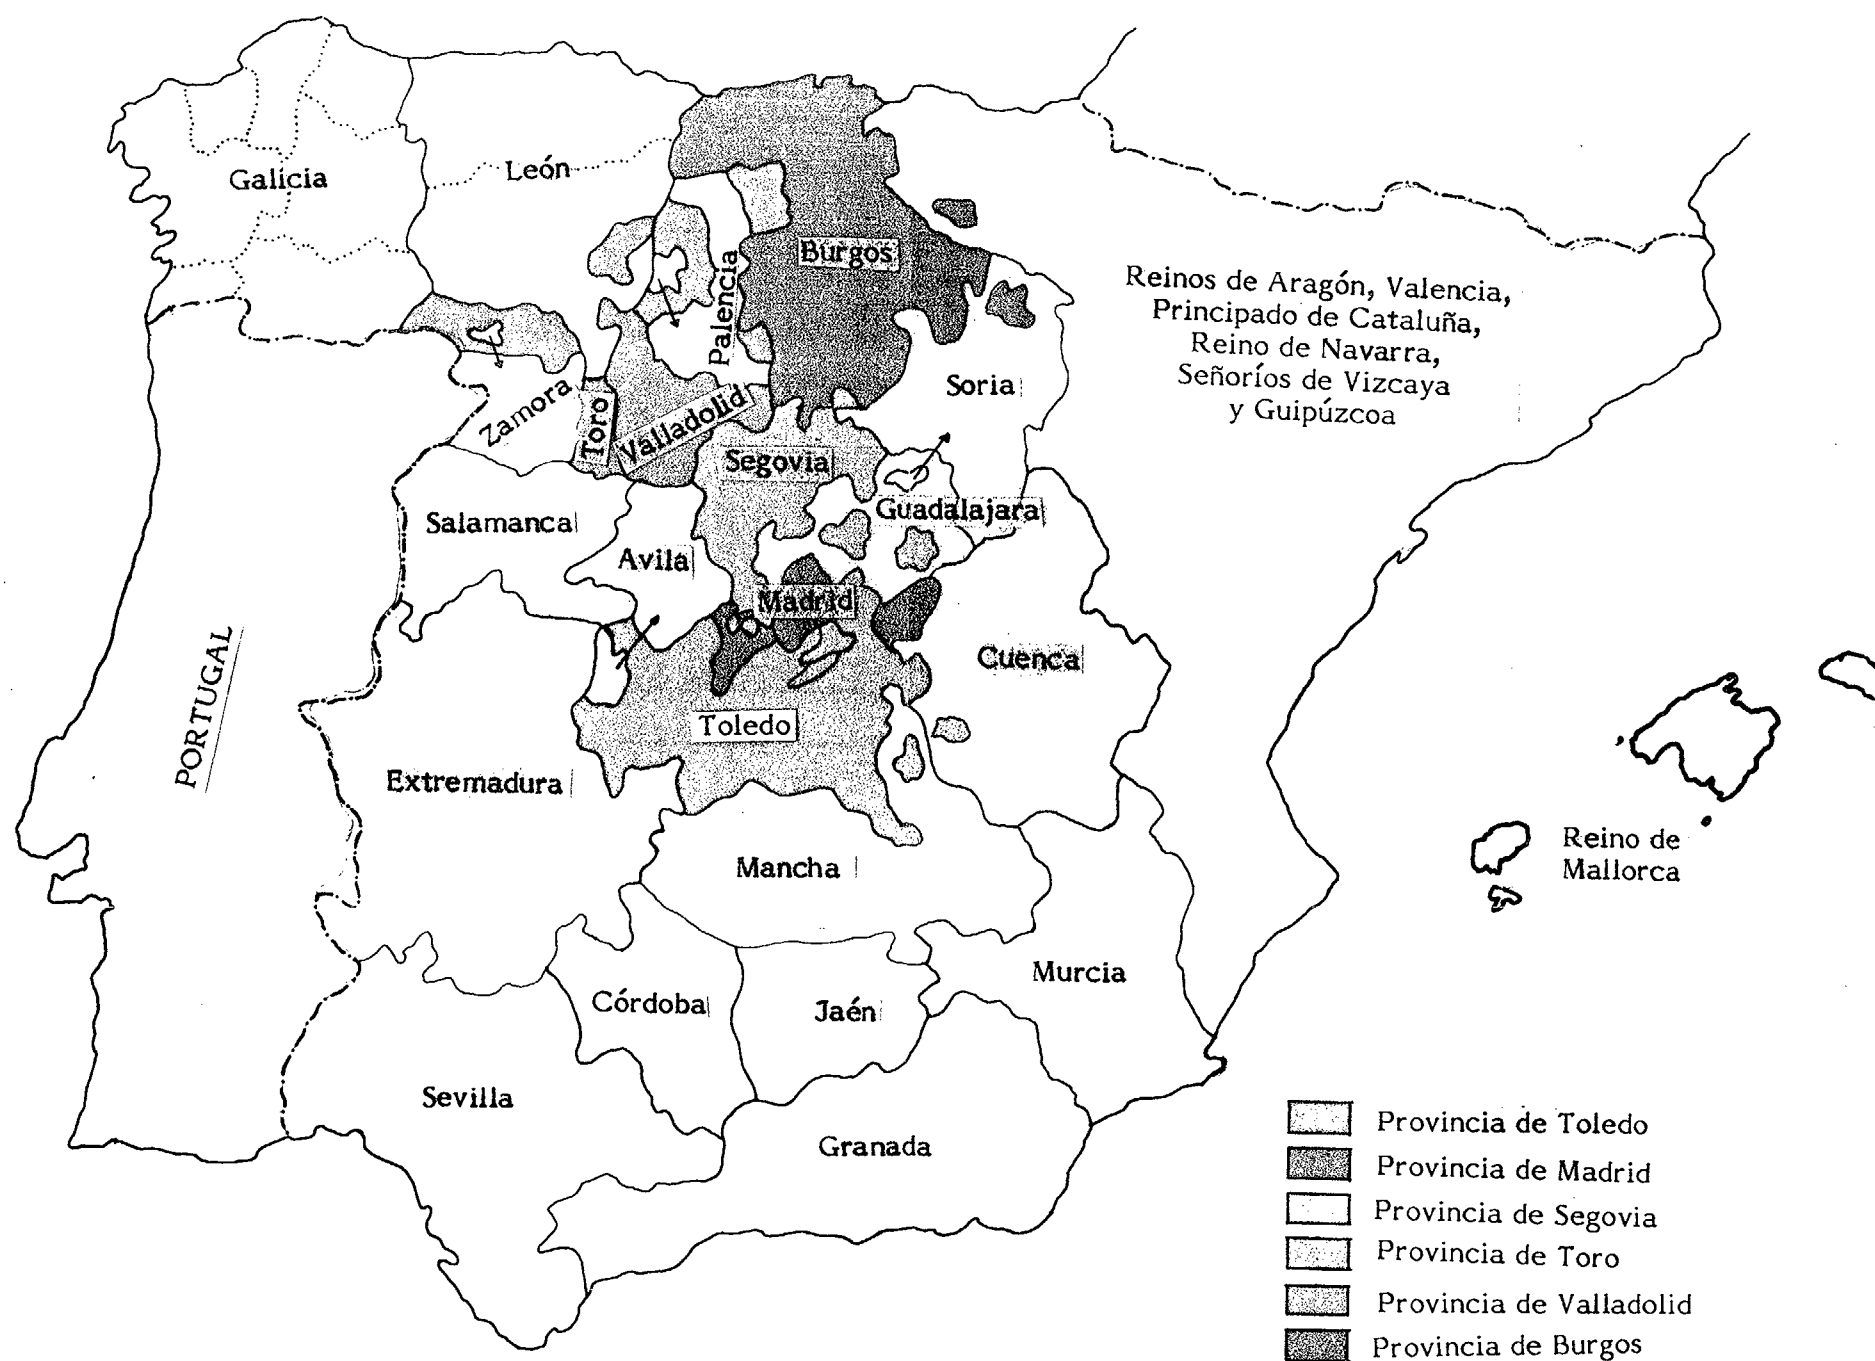 Galicia
León
Burgos
Palencia
Reinos de Aragón, Valencia,
Principado de Cataluña,
Reino de Navarra,
Señoríos de Vizcaya
y Guipúzcoa
Soria
Zamora
Toro
Valladolid
Segovia
Guadalajara
Salamanca
Avila
Madrid
PORTUGAL
Cuenca
Toledo
Extremadura
Reino de
Mallorca
Mancha
Murcia
Córdoba
Jaén
Sevilla
Granada
Provincia de Toledo
Provincia de Madrid
Provincia de Segovia
Provincia de Toro
Provincia de Valladolid
Provincia de Burgos